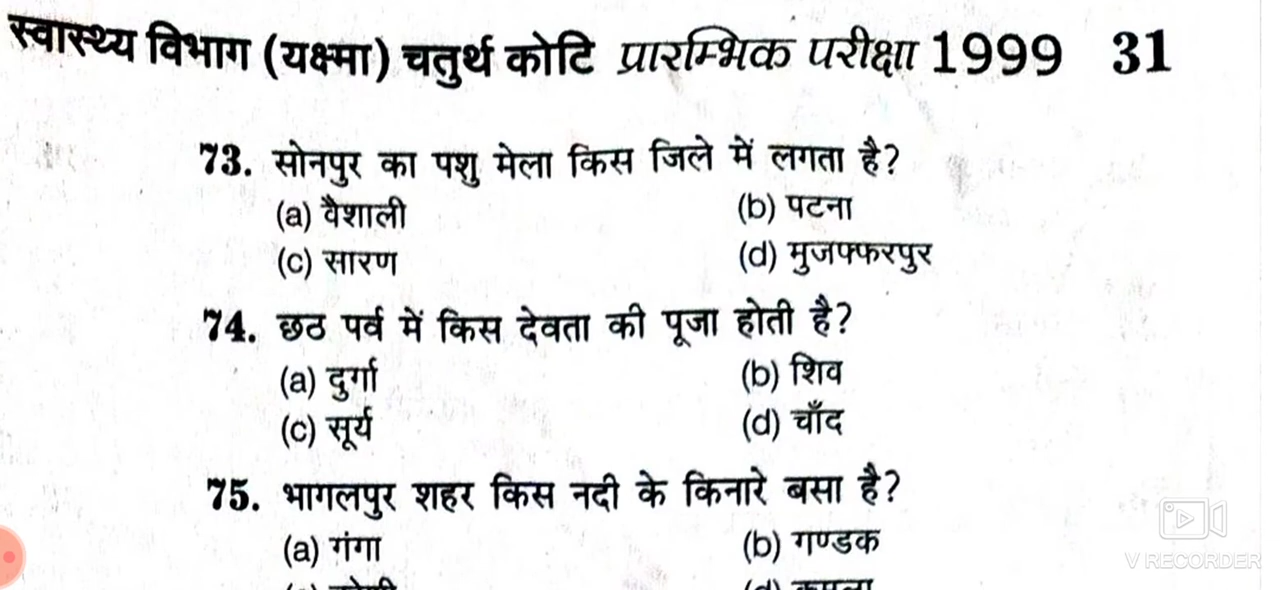 स्वास्थ्य विभाग (यक्ष्मा) चतुर्थ कोटि प्रारम्भिक परीक्षा 1999 31
73. सोनपुर का पशु मेला किस जिले में लगता है?
(a) वैशाली (b) पटना
(c) सारण (d) मुजफ्फरपुर
74. छठ पर्व में किस देवता की पूजा होती है?
(a) दुर्गा (b) शिव
(c) सूर्य (d) चाँद
75. भागलपुर शहर किस नदी के किनारे बसा है?
(a) गंगा (b) गण्डक
V RECORDER